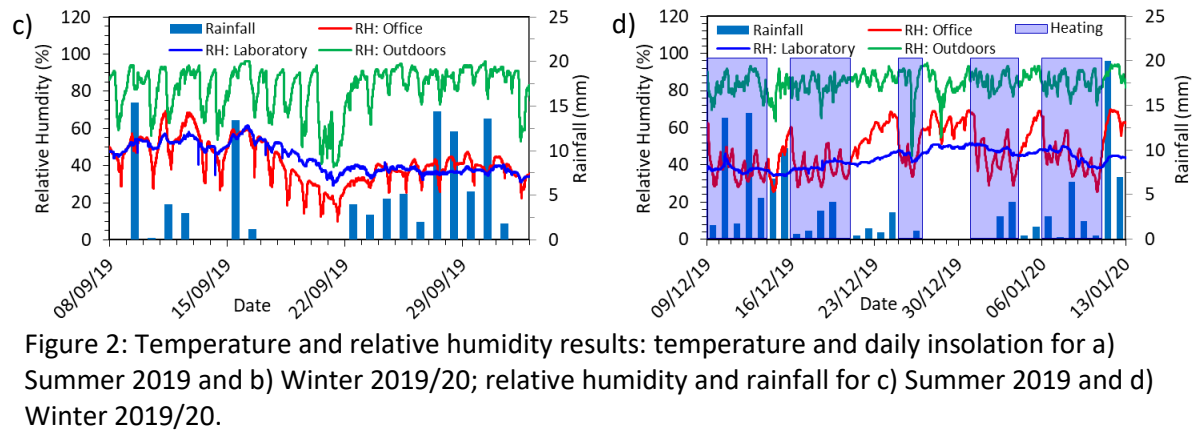 c)
Rainfall
RH: Office
RH: Laboratory
RH: Outdoors
Relative Humidity (%)
120
100
80
60
40
20
0
25
20
15
10
5
0
Rainfall (mm)
08/09/19
15/09/19
22/09/19
29/09/19
Date
d)
Rainfall
RH: Office
Heating
RH: Laboratory
RH: Outdoors
Relative Humidity (%)
120
100
80
60
40
20
0
25
20
15
10
5
0
Rainfall (mm)
09/12/19
16/12/19
23/12/19
30/12/19
06/01/20
13/01/20
Date
Figure 2: Temperature and relative humidity results: temperature and daily insolation for a)
Summer 2019 and b) Winter 2019/20; relative humidity and rainfall for c) Summer 2019 and d)
Winter 2019/20.